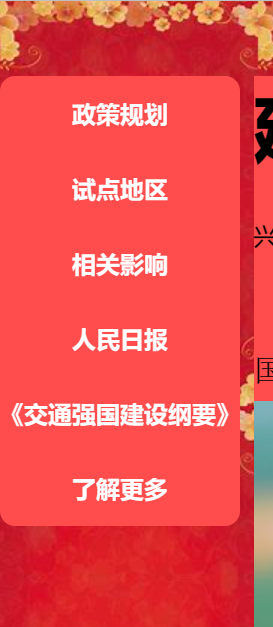 政策规划
试点地区
相关影响
人民日报
《交通强国建设纲要》
了解更多